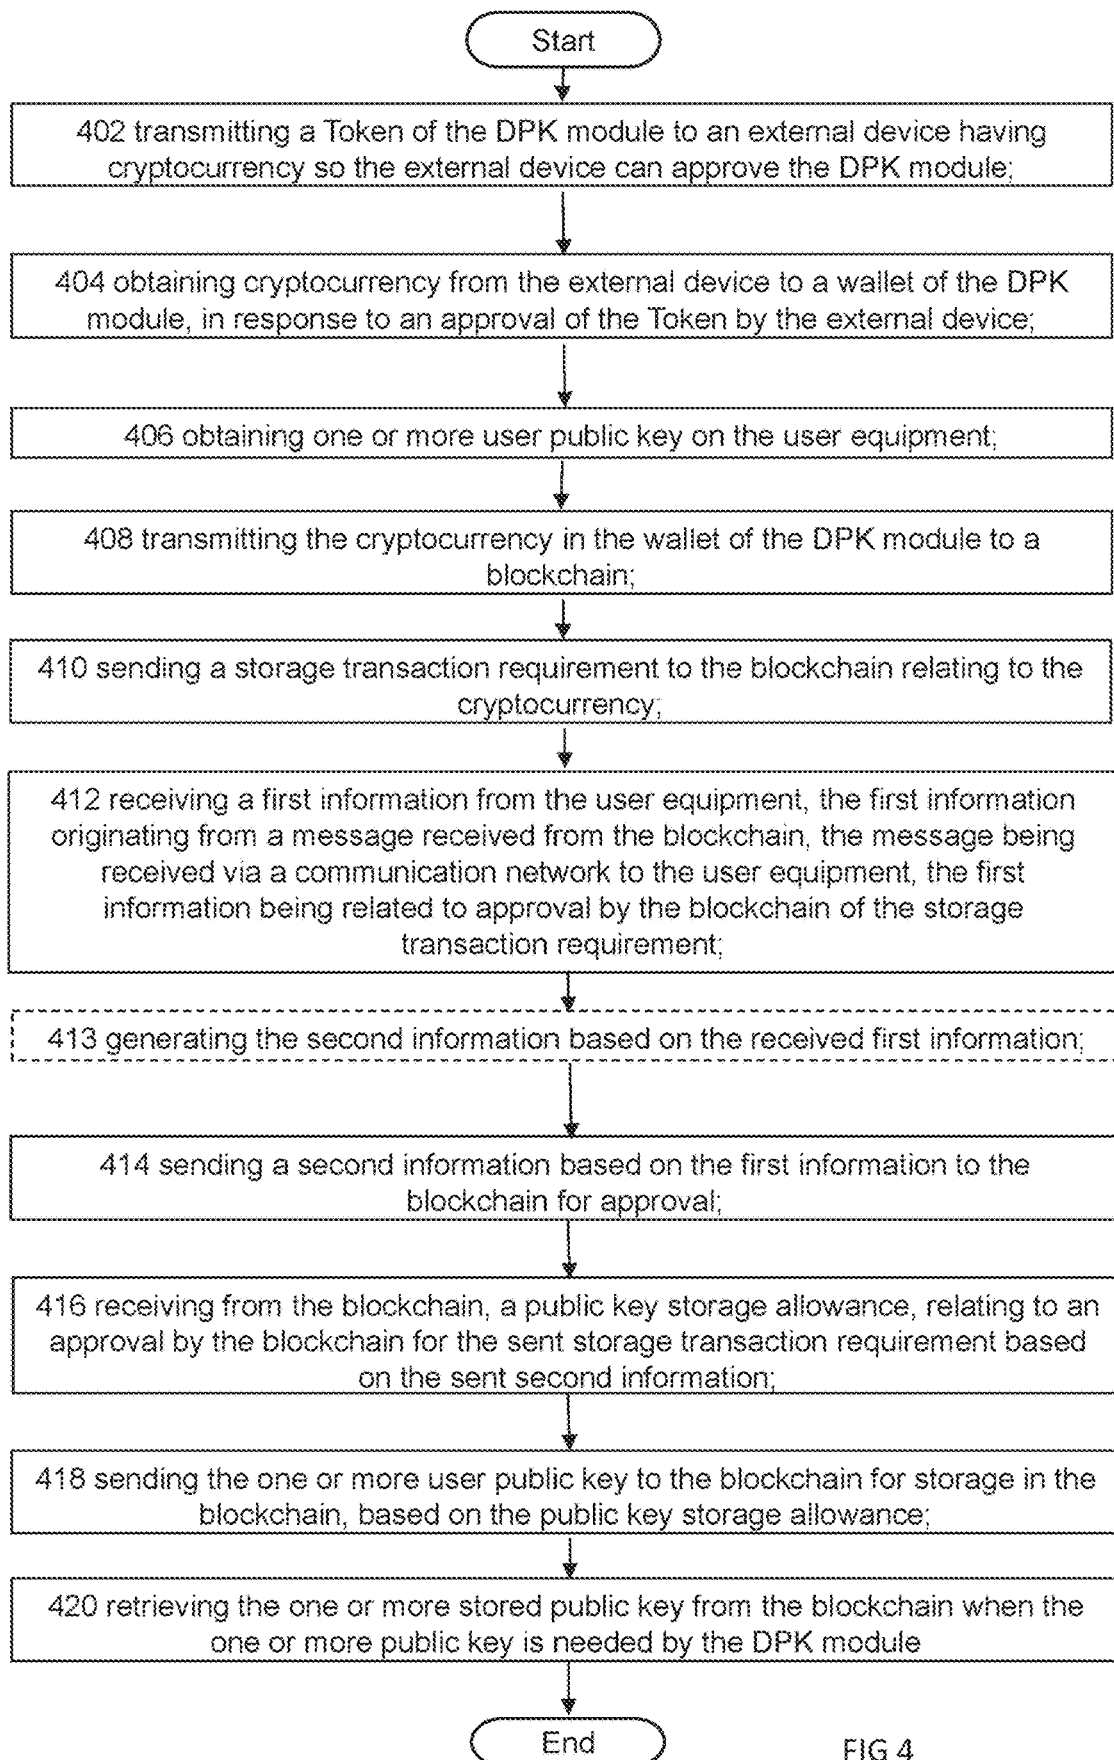 Start
402 transmitting a Token of the DPK module to an external device having
cryptocurrency so the external device can approve the DPK module;
404 obtaining cryptocurrency from the external device to a wallet of the DPK
module, in response to an approval of the Token by the external device;
406 obtaining one or more user public key on the user equipment;
408 transmitting the cryptocurrency in the wallet of the DPK module to a
blockchain;
410 sending a storage transaction requirement to the blockchain relating to the
cryptocurrency;
412 receiving a first information from the user equipment, the first information
originating from a message received from the blockchain, the message being
received via a communication network to the user equipment, the first
information being related to approval by the blockchain of the storage
transaction requirement;
413 generating the second information based on the received first information;
414 sending a second information based on the first information to the
blockchain for approval;
416 receiving from the blockchain, a public key storage allowance, relating to an
approval by the blockchain for the sent storage transaction requirement based
on the sent second information;
418 sending the one or more user public key to the blockchain for storage in the
blockchain, based on the public key storage allowance;
420 retrieving the one or more stored public key from the blockchain when the
one or more public key is needed by the DPK module
End
FIG 4